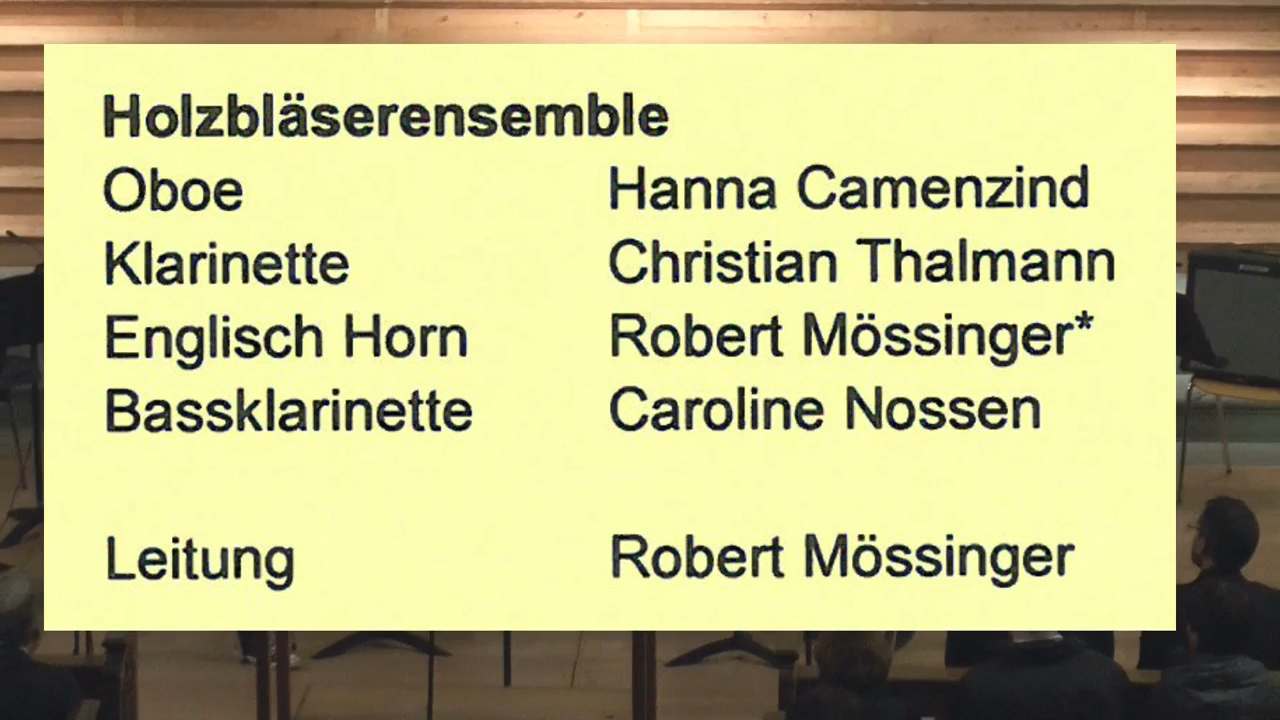 Holzbläserensemble
Oboe Hanna Camenzind
Klarinette Christian Thalmann
Englisch Horn Robert Mössinger*
Bassklarinette Caroline Nossen
Leitung Robert Mössinger